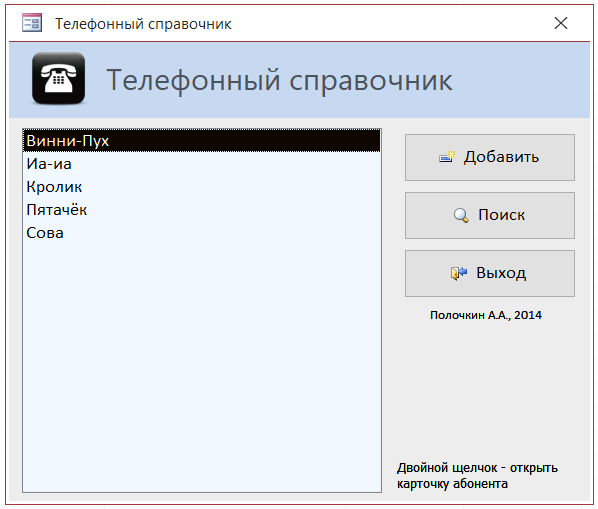 Телефонный справочник
Телефонный справочник
Винни-Пух
Иа-иа
Кролик
Пятачёк
Сова
Добавить
Поиск
Выход
Полочкин А.А., 2014
Двойной щелчок - открыть
карточку абонента